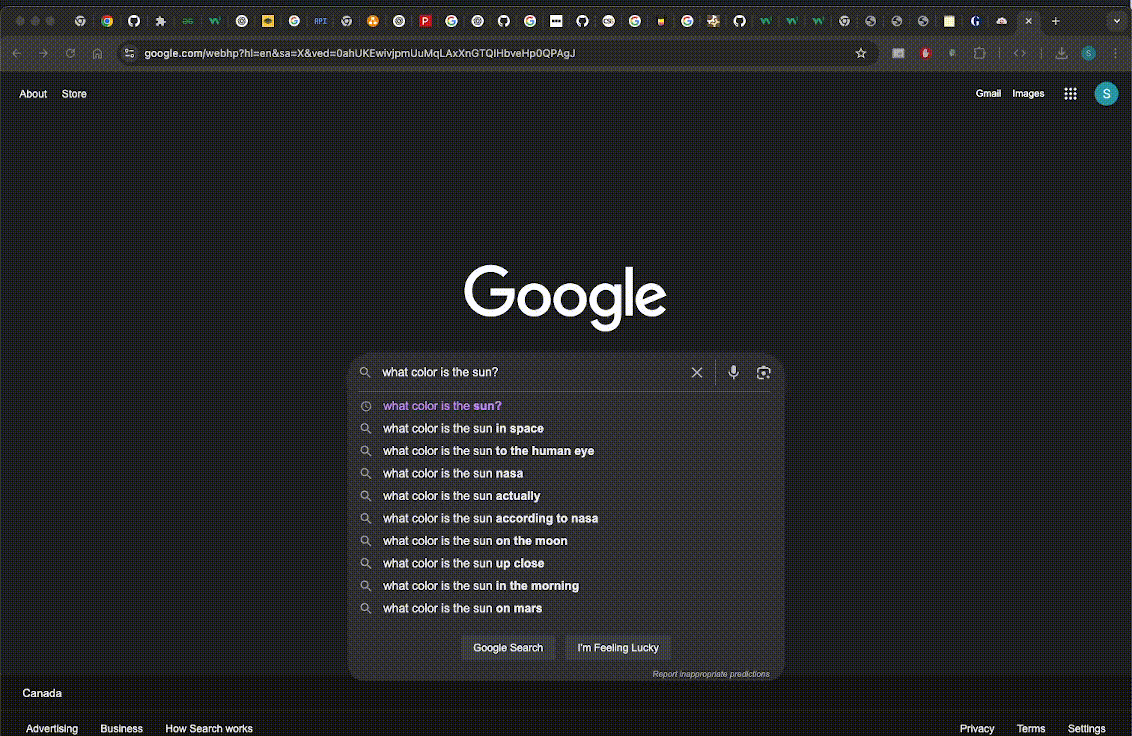 API
google.com/webhp?hl=en&sa=X&ved=0ahUKEwivjpmUuMqLAxXnGTQIHbveHp0QPAgJ
About Store Gmail Images S
Google
what color is the sun?
what color is the sun?
what color is the sun in space
what color is the sun to the human eye
what color is the sun nasa
what color is the sun actually
what color is the sun according to nasa
what color is the sun on the moon
what color is the sun up close
what color is the sun in the morning
what color is the sun on mars
Google Search I'm Feeling Lucky
Report inappropriate predictions
Canada
Advertising Business How Search works Privacy Terms Settings